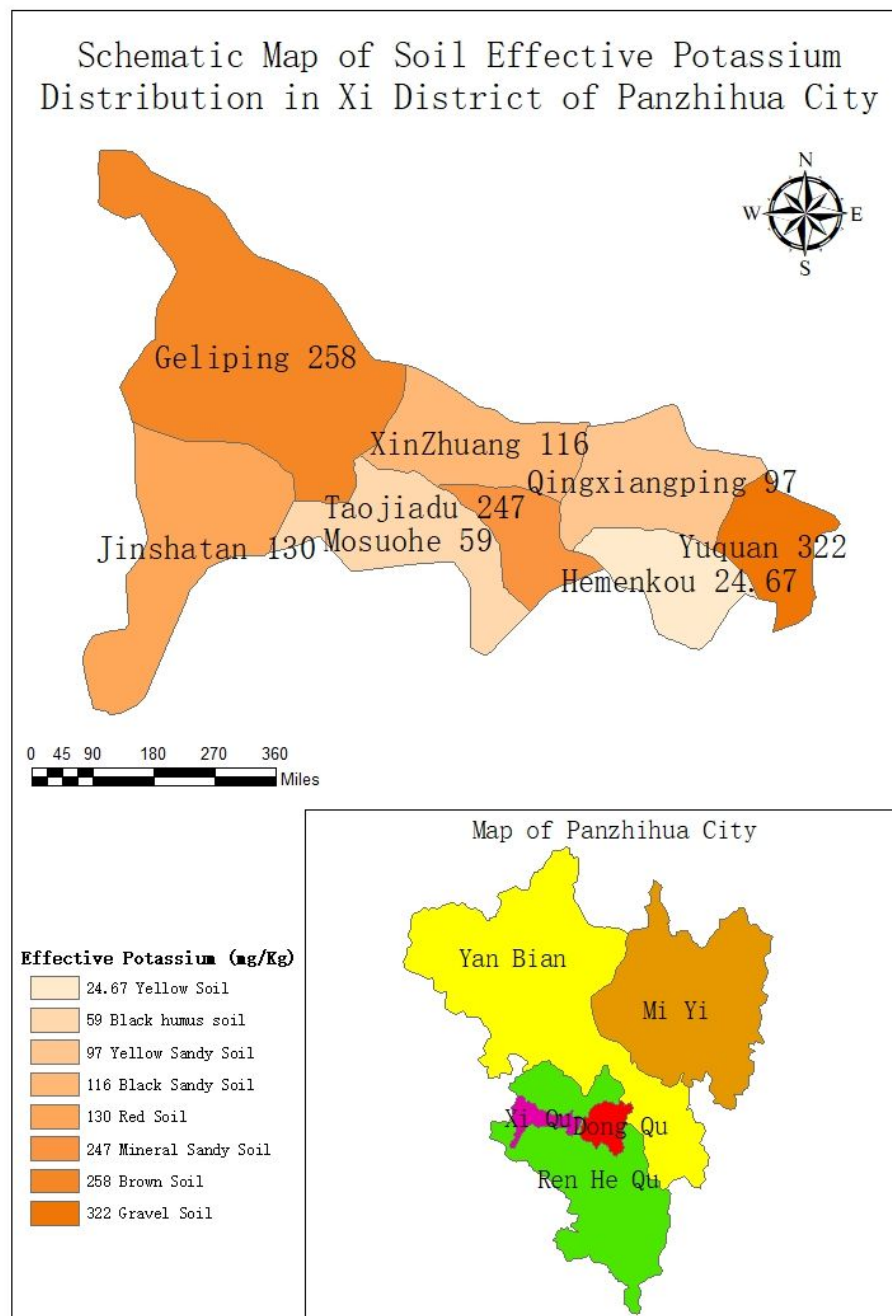 Schematic Map of Soil Effective Potassium
Distribution in Xi District of Panzhihua City
N
W
E
S
Geliping 258
XinZhuang 116
Qingxiangping 97
Taojiadu 247
Mosuohe 59
Jinshatan 130
Yuquan 322
Hemenkou 24.67
0 45 90 180 270 360
Miles
Map of Panzhihua City
Yan Bian
Mi Yi
Xi Qu
Dong Qu
Ren He Qu
Effective Potassium (mg/Kg)
24.67 Yellow Soil
59 Black humus soil
97 Yellow Sandy Soil
116 Black Sandy Soil
130 Red Soil
247 Mineral Sandy Soil
258 Brown Soil
322 Gravel Soil